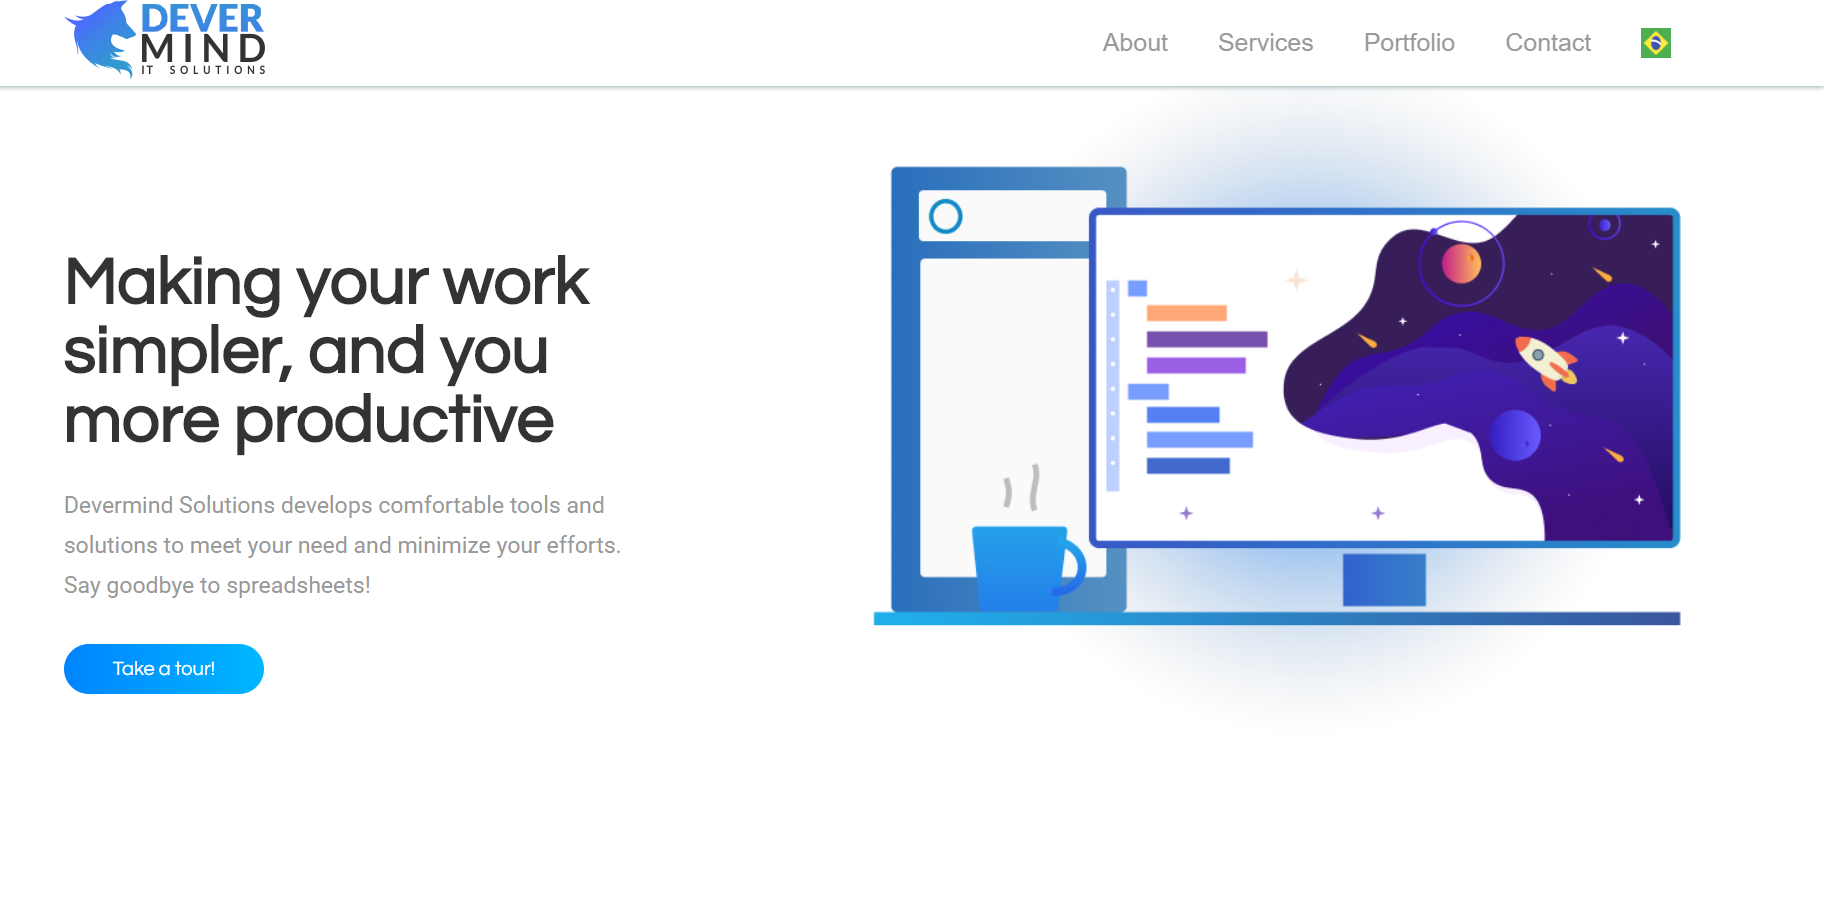 DEVER
MIND
IT SOLUTIONS
About Services Portfolio Contact
Making your work
simpler, and you
more productive
Devermind Solutions develops comfortable tools and
solutions to meet your need and minimize your efforts.
Say goodbye to spreadsheets!
Take a tour!